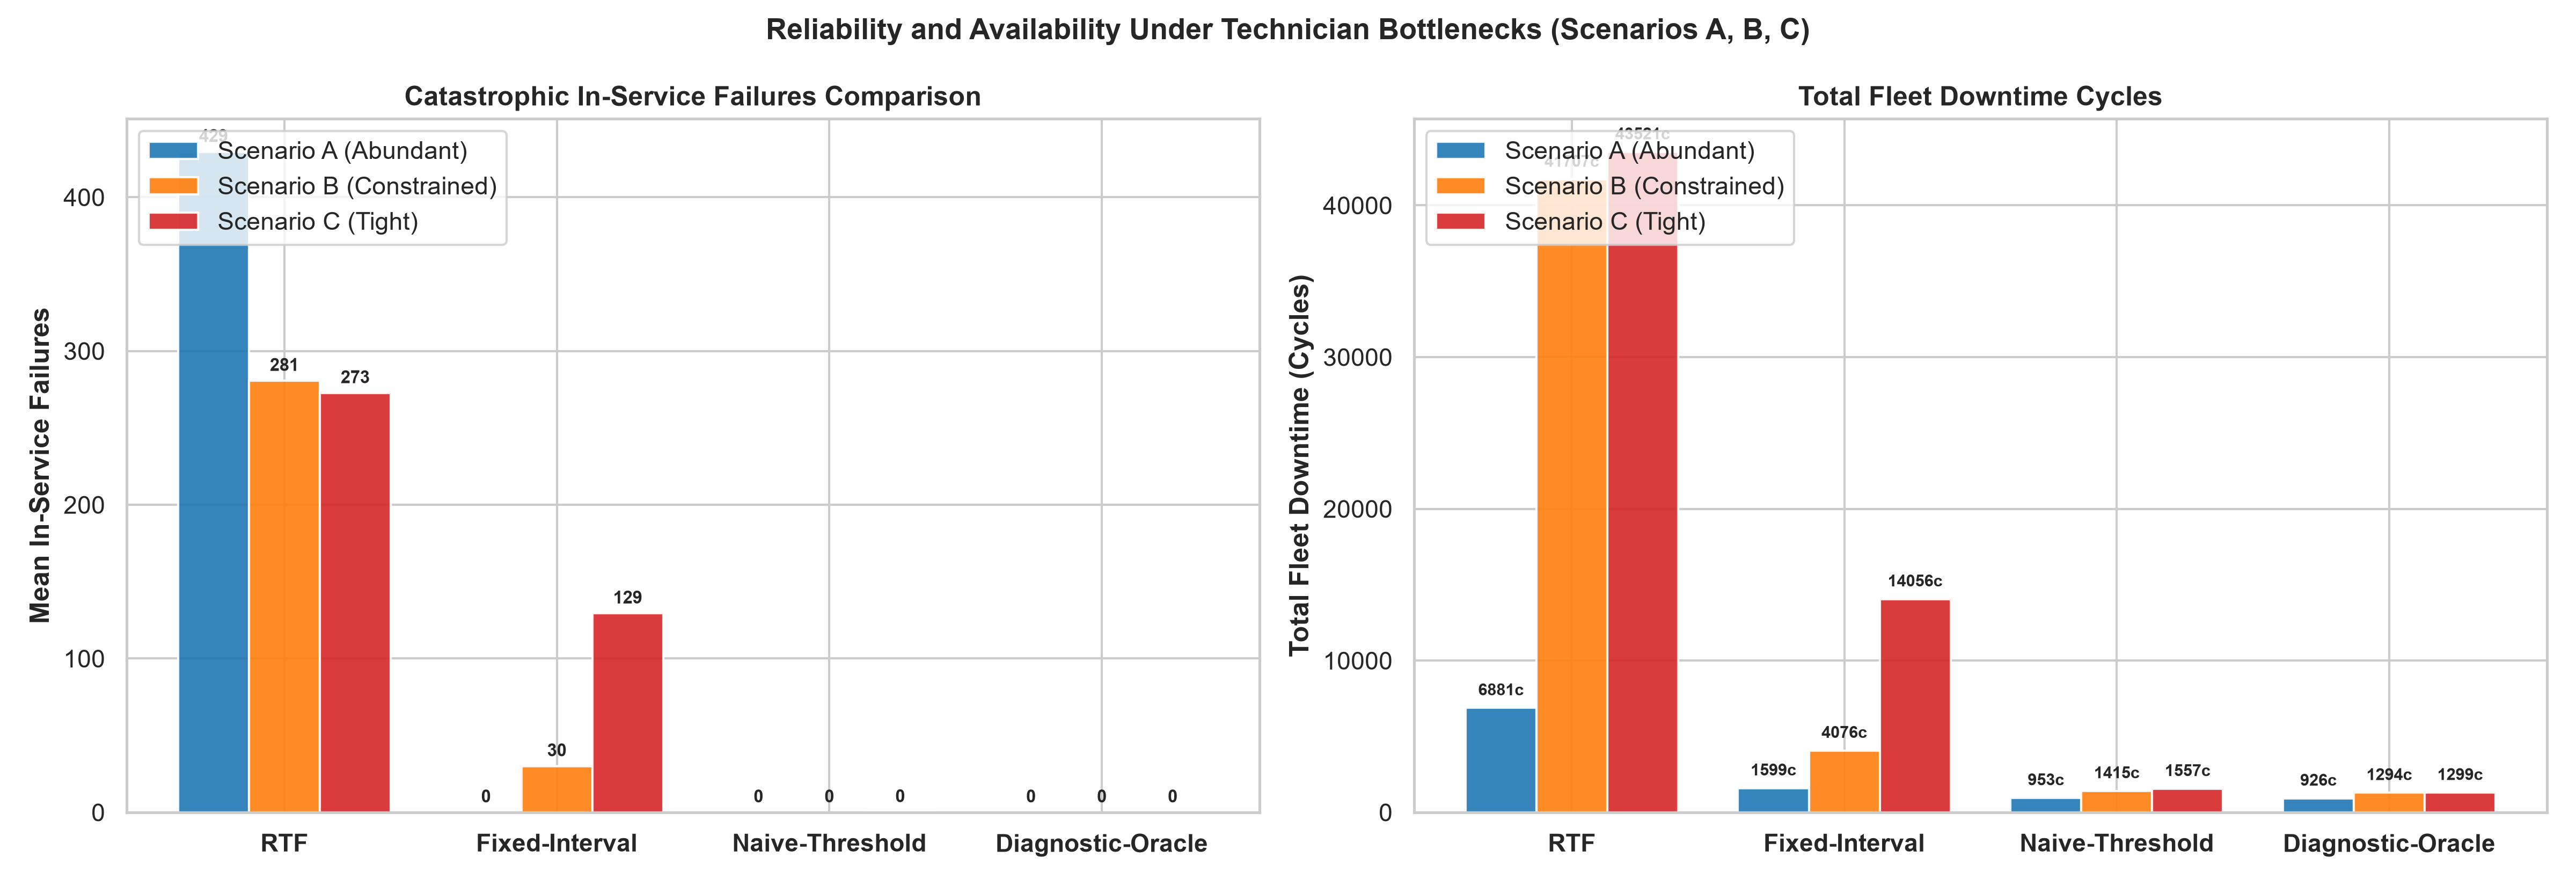 Reliability and Availability Under Technician Bottlenecks (Scenarios A, B, C)
Catastrophic In-Service Failures Comparison
Mean In-Service Failures
400
300
200
100
0
429
Scenario A (Abundant)
Scenario B (Constrained)
Scenario C (Tight)
281
273
0
30
129
0
0
0
0
0
0
RTF
Fixed-Interval
Naive-Threshold
Diagnostic-Oracle
Total Fleet Downtime Cycles
Total Fleet Downtime (Cycles)
40000
30000
20000
10000
0
43521c
41707c
Scenario A (Abundant)
Scenario B (Constrained)
Scenario C (Tight)
6881c
1599c
4076c
14056c
953c
1415c
1557c
926c
1294c
1299c
RTF
Fixed-Interval
Naive-Threshold
Diagnostic-Oracle